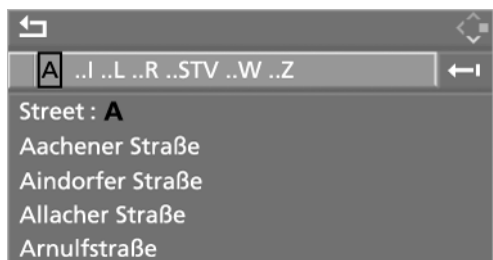 A ..I ..L ..R ..STV ..W ..Z
Street : A
Aachener Straße
Aindorfer Straße
Allacher Straße
Arnulfstraße